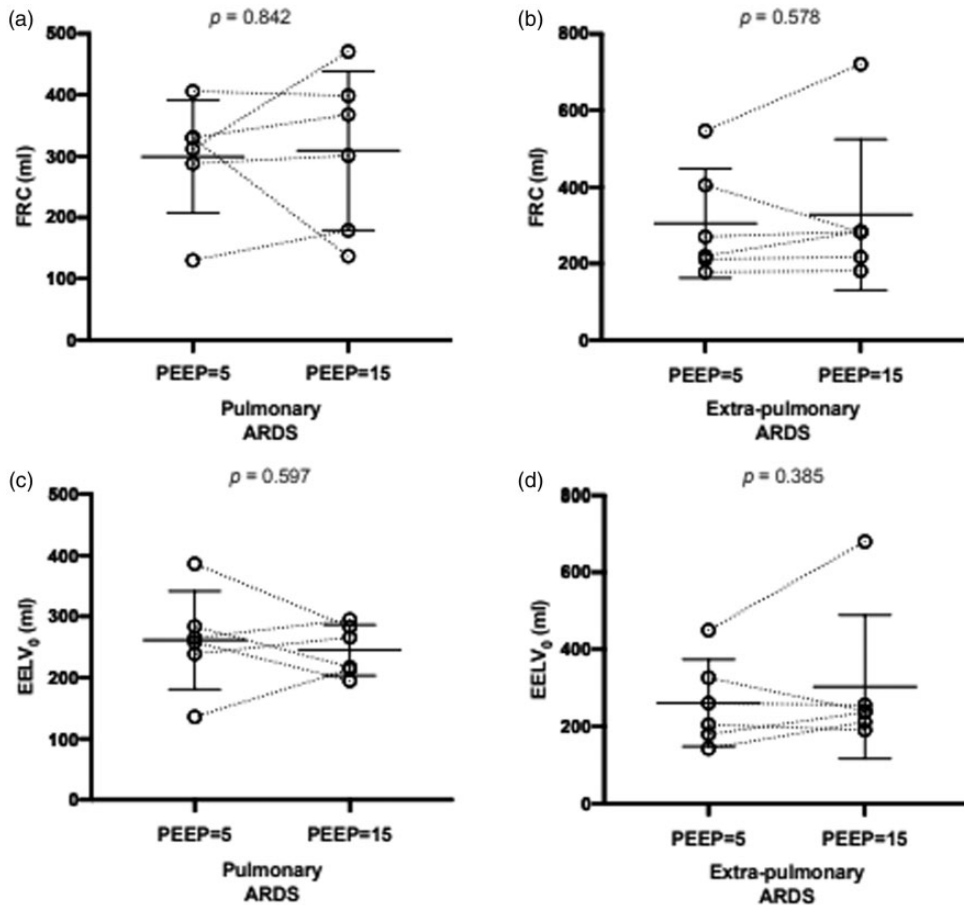 (a)
p = 0.842
500
400
300
200
100
0
FRC (ml)
PEEP=5 PEEP=15
Pulmonary
ARDS
(b)
p = 0.578
800
600
400
200
0
FRC (ml)
PEEP=5 PEEP=15
Extra-pulmonary
ARDS
(c)
p = 0.597
500
400
300
200
100
0
EELV₀ (ml)
PEEP=5 PEEP=15
Pulmonary
ARDS
(d)
p = 0.385
800
600
400
200
0
EELV₀ (ml)
PEEP=5 PEEP=15
Extra-pulmonary
ARDS